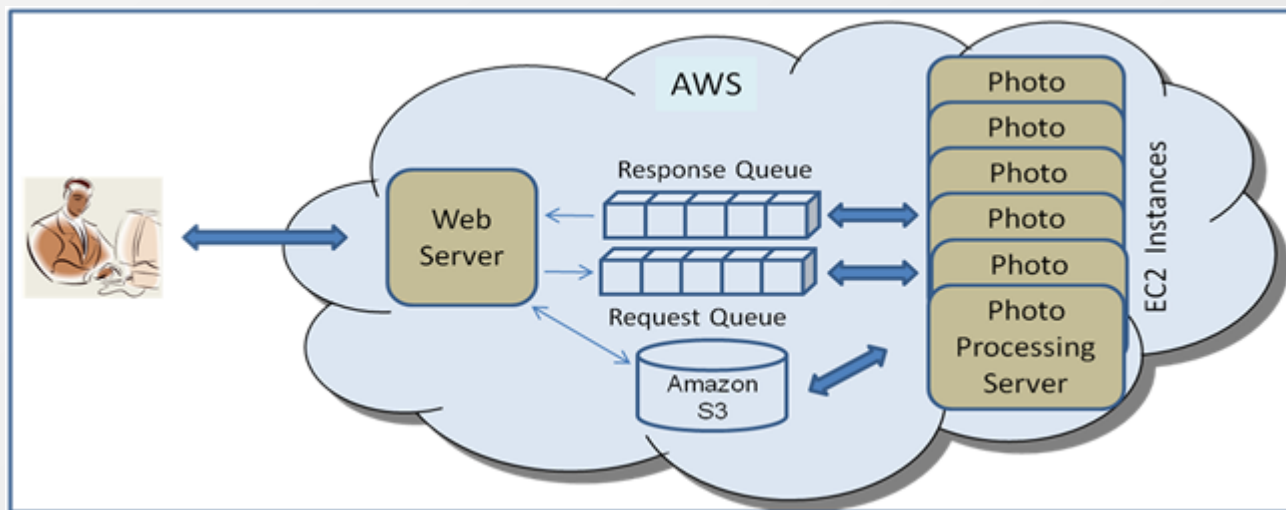 AWS
Web
Server
Response Queue
Request Queue
Amazon
S3
Photo
Photo
Photo
Photo
Photo
Photo
Processing
Server
EC2 Instances